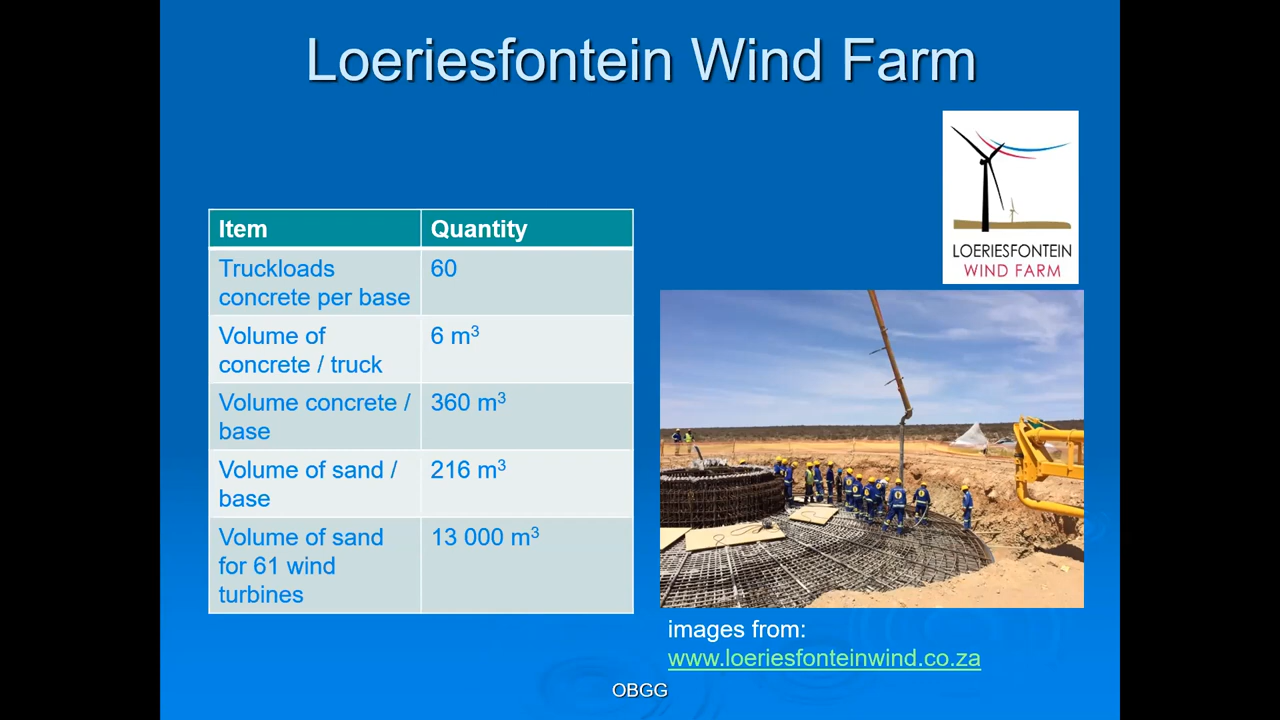 Loeriesfontein Wind Farm
LOERIESFONTEIN
WIND FARM
Item Quantity
Truckloads 60
concrete per base
Volume of 6 m³
concrete / truck
Volume concrete / 360 m³
base
Volume of sand / 216 m³
base
Volume of sand 13 000 m³
for 61 wind
turbines
images from:
www.loeriesfonteinwind.co.za
OBGG